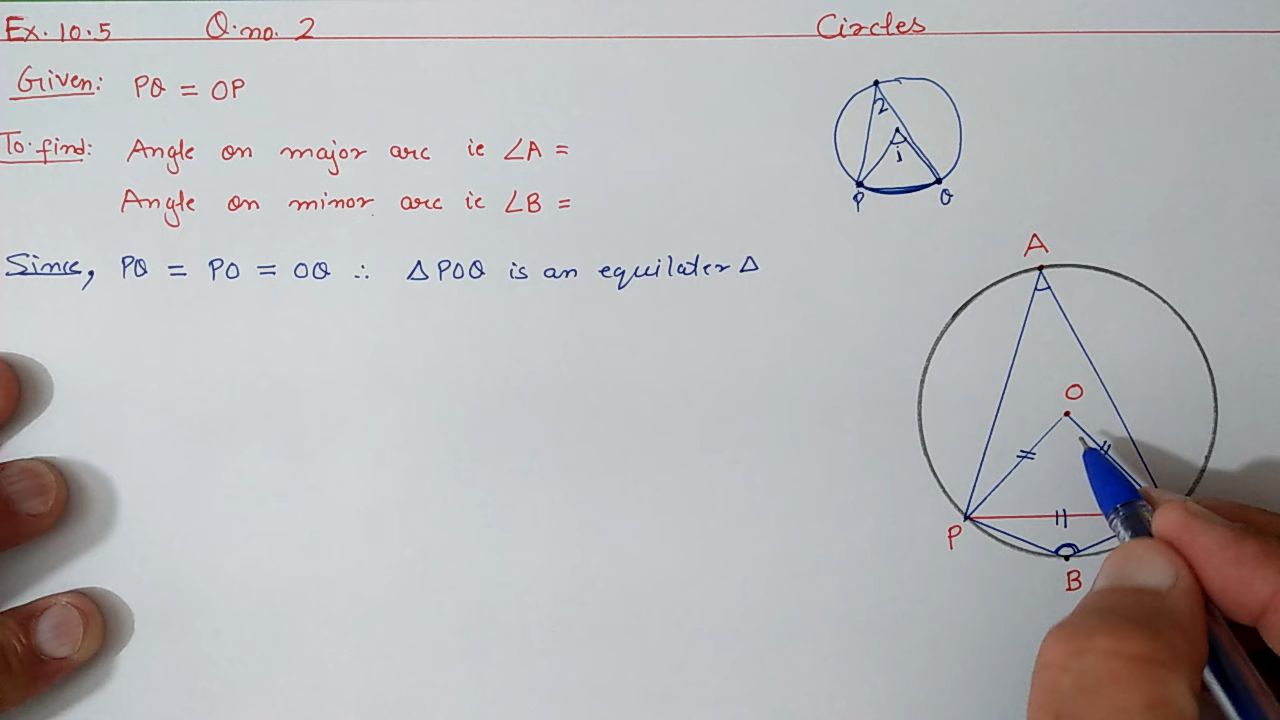 Ex. 10.5 Q.no. 2 Circles
Given: PQ = OP
To find: Angle on major arc ie ∠A =
Angle on minor arc ie ∠B =
Since, PQ = PO = OQ ∴ △POQ is an equilater △
2
1
P Q
A
O
P
B